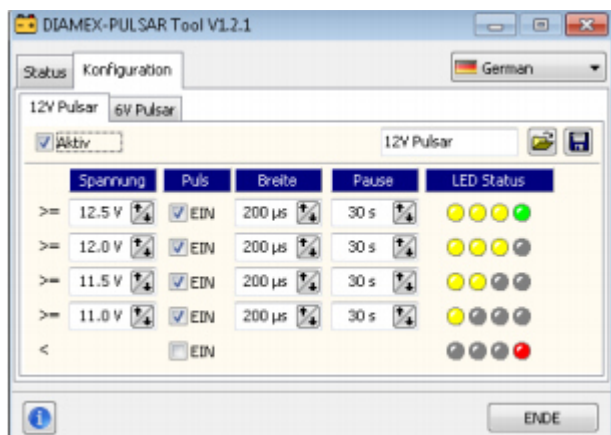 DIAMEX-PULSAR Tool V1.2.1
Status Konfiguration German
12V Pulsar 6V Pulsar
Aktiv 12V Pulsar
Spannung Puls Breite Pause LED Status
>= 12.5 V EIN 200 µs 30 s
>= 12.0 V EIN 200 µs 30 s
>= 11.5 V EIN 200 µs 30 s
>= 11.0 V EIN 200 µs 30 s
< EIN
ENDE